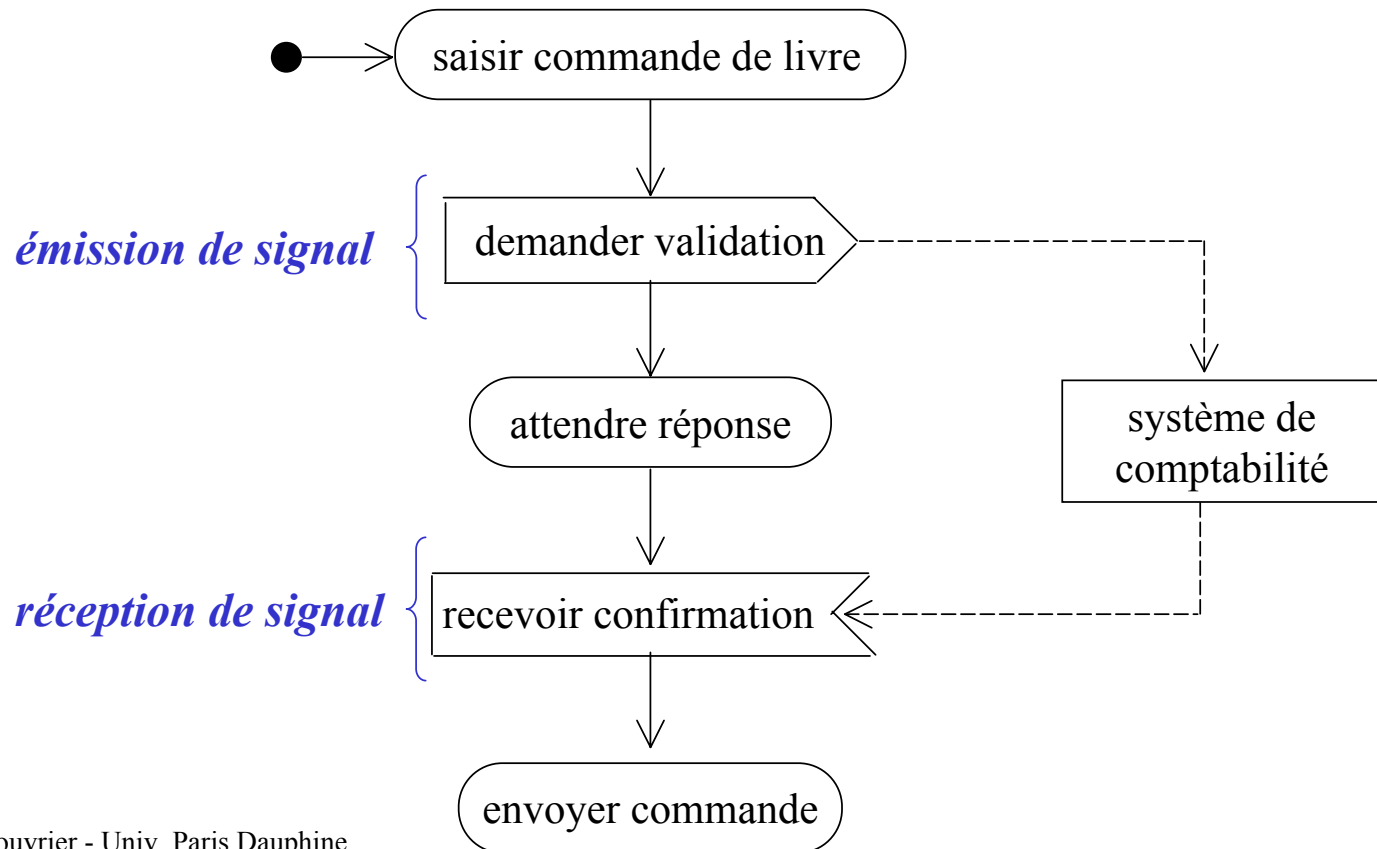 saisir commande de livre
émission de signal
demander validation
attendre réponse
système de
comptabilité
réception de signal
recevoir confirmation
envoyer commande
ouvrier - Univ Paris Dauphine